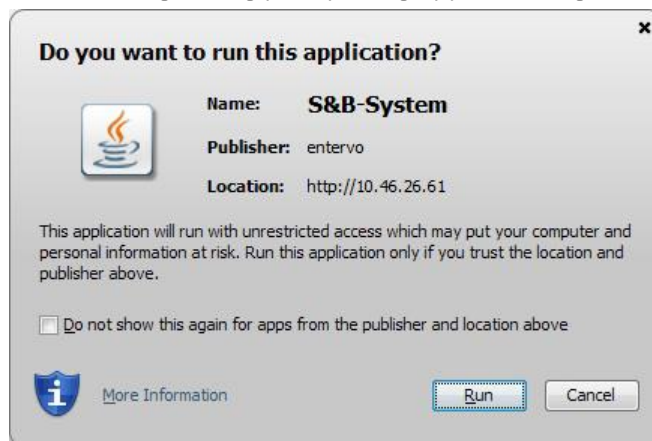 Do you want to run this application?
Name: S&B-System
Publisher: entervo
Location: http://10.46.26.61
This application will run with unrestricted access which may put your computer and
personal information at risk. Run this application only if you trust the location and
publisher above.
Do not show this again for apps from the publisher and location above
More Information
Run Cancel